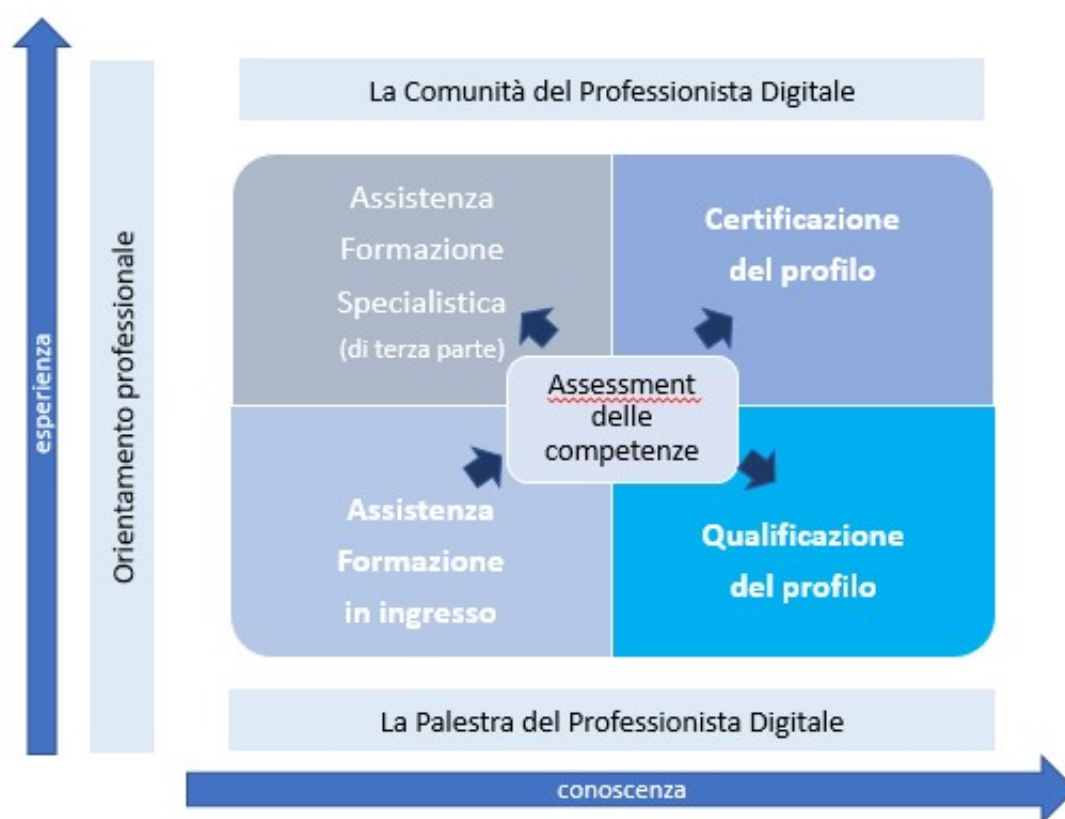 La Comunità del Professionista Digitale
esperienza
Orientamento professionale
Assistenza
Formazione
Specialistica
(di terza parte)
Certificazione
del profilo
Assessment
delle
competenze
Assistenza
Formazione
in ingresso
Qualificazione
del profilo
La Palestra del Professionista Digitale
conoscenza